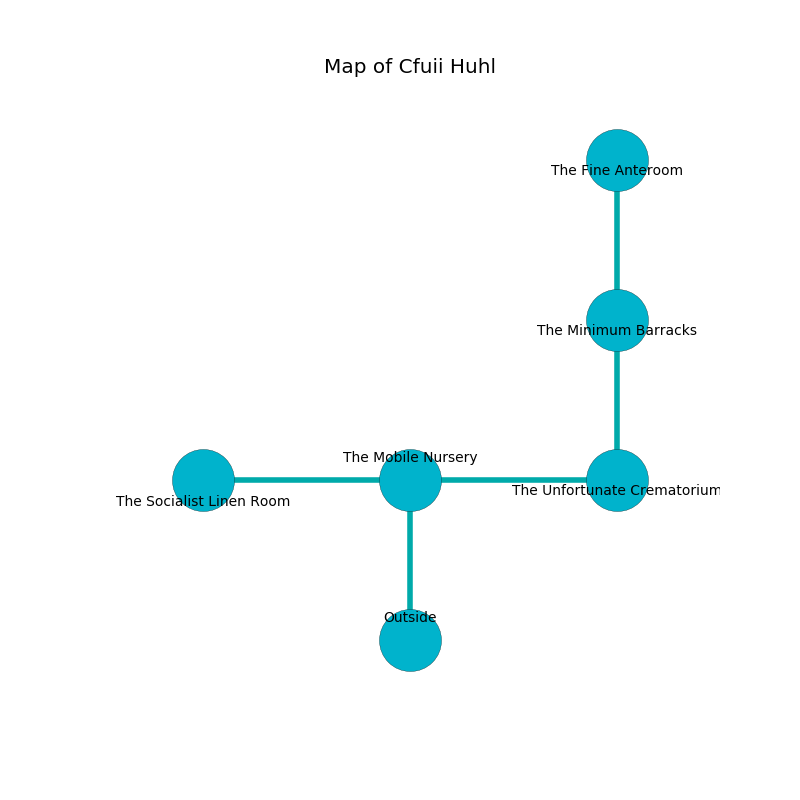 Map of Cfuii Huhl
The Fine Anteroom
The Minimum Barracks
The Mobile Nursery
The Unfortunate Crematorium
The Socialist Linen Room
Outside